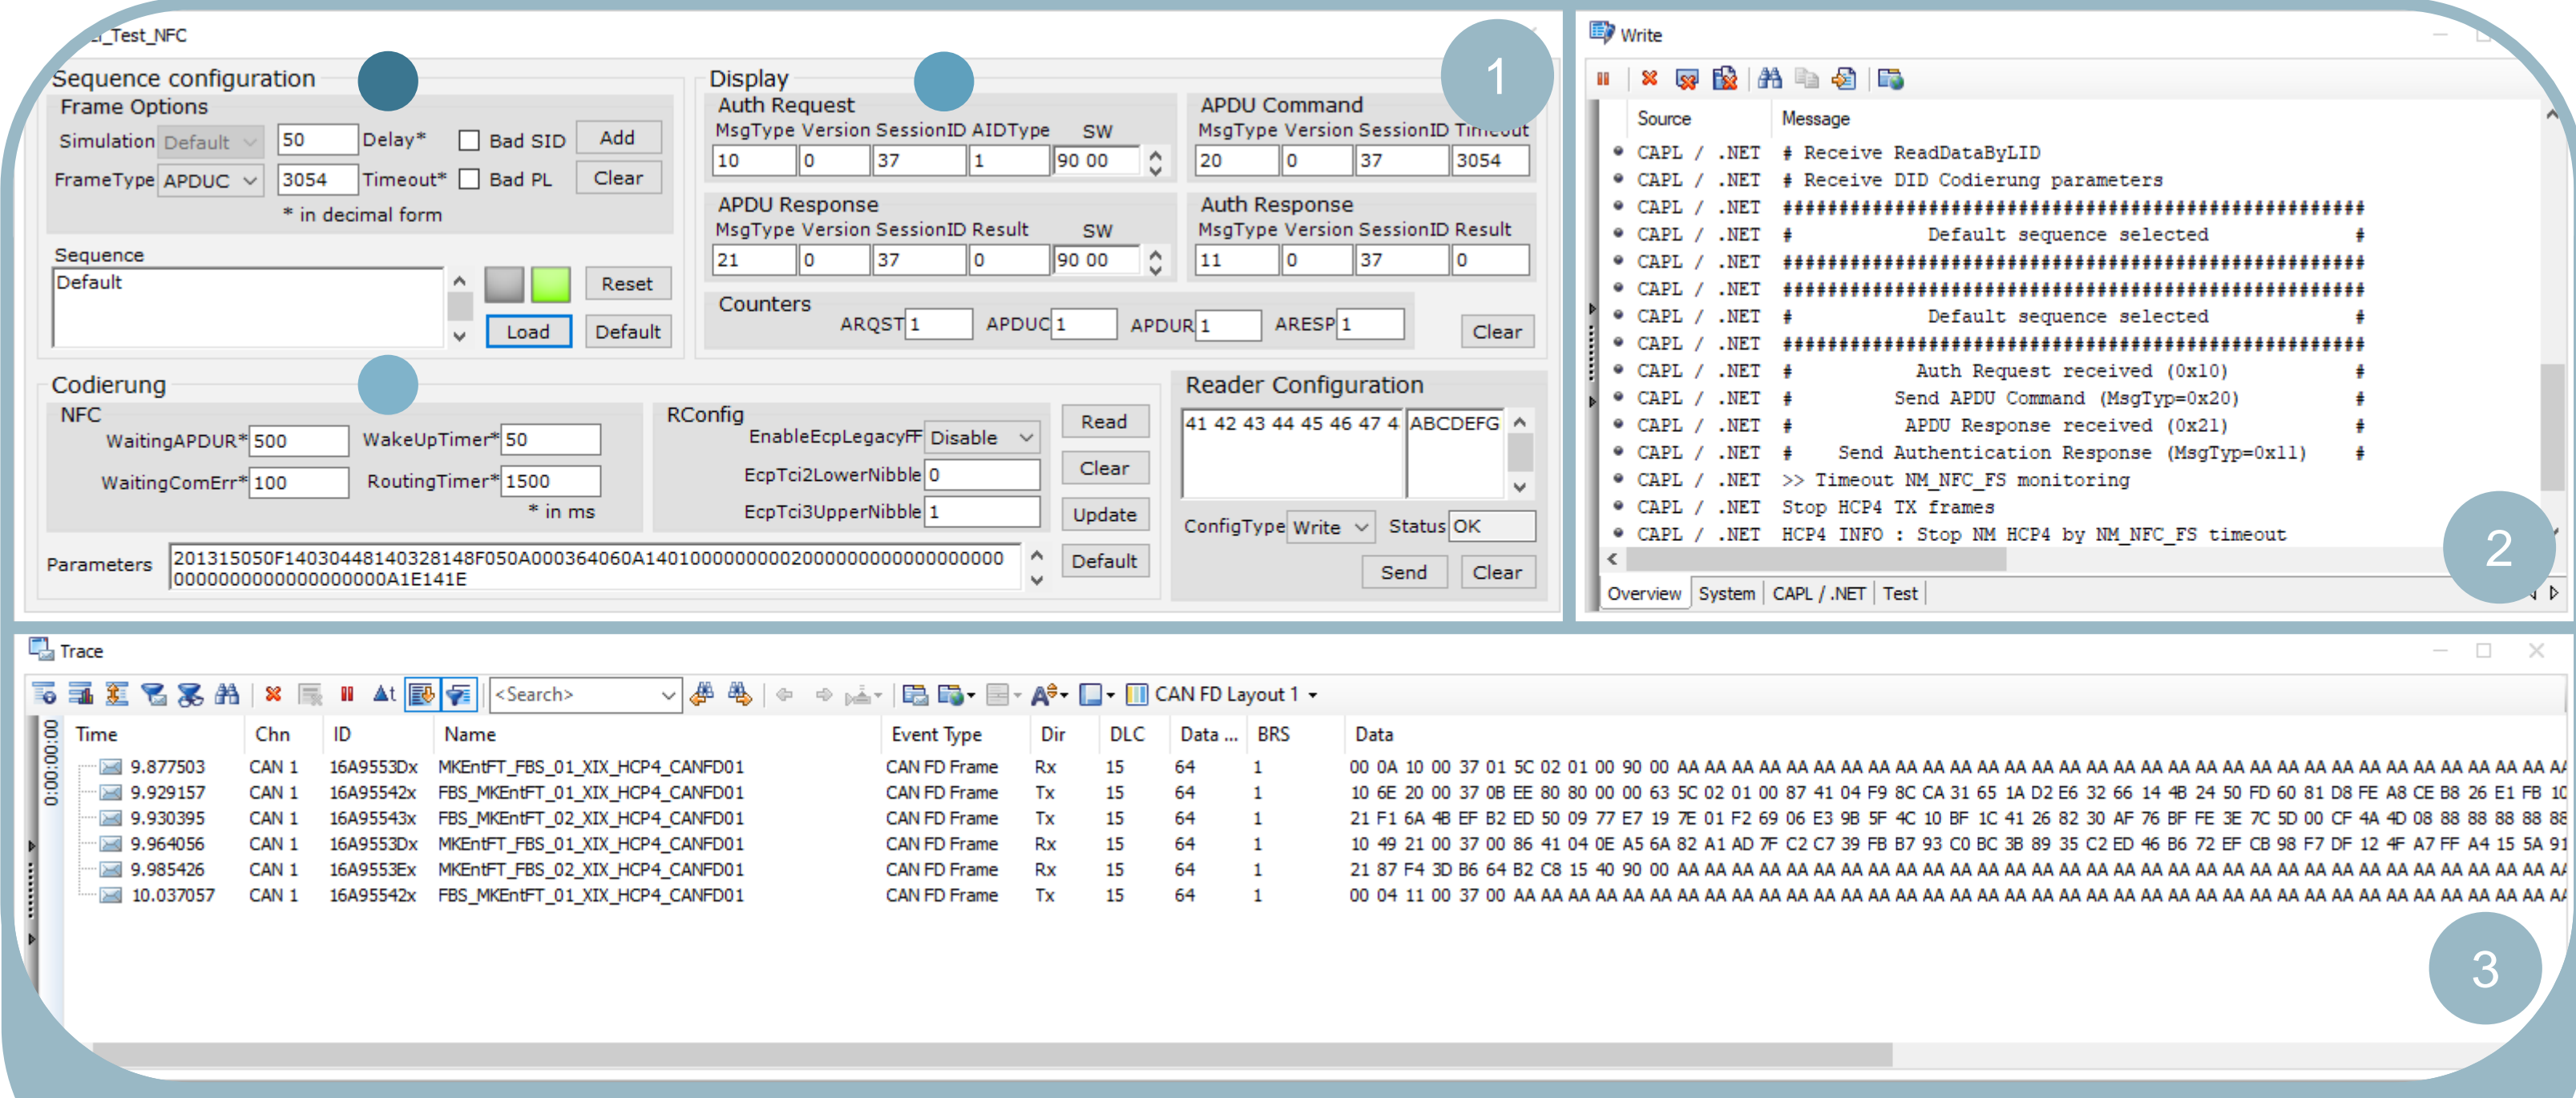 _Test_NFC
Sequence configuration
Frame Options
Simulation Default 50 Delay* Bad SID Add
FrameType APDUC 3054 Timeout* Bad PL Clear
* in decimal form
Sequence
Default
Reset
Load Default
Display
Auth Request
MsgType Version SessionID AIDType SW
10 0 37 1 90 00
APDU Command
MsgType Version SessionID Timeout
20 0 37 3054
APDU Response
MsgType Version SessionID Result SW
21 0 37 0 90 00
Auth Response
MsgType Version SessionID Result
11 0 37 0
Counters
ARQST 1 APDUC 1 APDUR 1 ARESP 1 Clear
1
Codierung
NFC
WaitingAPDUR* 500 WakeUpTimer* 50
WaitingComErr* 100 RoutingTimer* 1500
* in ms
RConfig
EnableEcpLegacyFF Disable
EcpTci2LowerNibble 0
EcpTci3UpperNibble 1
Read
Clear
Update
Default
Parameters
Reader Configuration
41 42 43 44 45 46 47 4 ABCDEFG
ConfigType Write Status OK
Send Clear
Write
Source Message
CAPL / .NET # Receive ReadDataByLID
CAPL / .NET # Receive DID Codierung parameters
CAPL / .NET ####################################################
CAPL / .NET # Default sequence selected #
CAPL / .NET ####################################################
CAPL / .NET ####################################################
CAPL / .NET # Default sequence selected #
CAPL / .NET ####################################################
CAPL / .NET # Auth Request received (0x10) #
CAPL / .NET # Send APDU Command (MsgTyp=0x20) #
CAPL / .NET # APDU Response received (0x21) #
CAPL / .NET # Send Authentication Response (MsgTyp=0x11) #
CAPL / .NET >> Timeout NM_NFC_FS monitoring
CAPL / .NET Stop HCP4 TX frames
CAPL / .NET HCP4 INFO : Stop NM HCP4 by NM_NFC_FS timeout
Overview System CAPL / .NET Test
2
Trace
<Search> CAN FD Layout 1
0:00:00:00
Time Chn ID Name Event Type Dir DLC Data ... BRS Data
9.877503 CAN 1 16A9553Dx MKEntFT_FBS_01_XIX_HCP4_CANFD01 CAN FD Frame Rx 15 64 1 00 0A 10 00 37 01 5C 02 01 00 90 00 AA AA AA AA AA AA AA AA AA AA AA AA AA AA AA AA AA AA AA AA AA AA AA AA AA AA AA AA AA AA AA AA AA
9.929157 CAN 1 16A95542x FBS_MKEntFT_01_XIX_HCP4_CANFD01 CAN FD Frame Tx 15 64 1 10 6E 20 00 37 0B EE 80 80 00 00 63 5C 02 01 00 87 41 04 F9 8C CA 31 65 1A D2 E6 32 66 14 4B 24 50 FD 60 81 D8 FE A8 CE B8 26 E1 FB 10
9.930395 CAN 1 16A95543x FBS_MKEntFT_02_XIX_HCP4_CANFD01 CAN FD Frame Tx 15 64 1 21 F1 6A 4B EF B2 ED 50 09 77 E7 19 7E 01 F2 69 06 E3 9B 5F 4C 10 BF 1C 41 26 82 30 AF 76 BF FE 3E 7C 5D 00 CF 4A 4D 08 88 88 88 88 88
9.964056 CAN 1 16A9553Dx MKEntFT_FBS_01_XIX_HCP4_CANFD01 CAN FD Frame Rx 15 64 1 10 49 21 00 37 00 86 41 04 0E A5 6A 82 A1 AD 7F C2 C7 39 FB B7 93 C0 BC 3B 89 35 C2 ED 46 B6 72 EF CB 98 F7 DF 12 4F A7 FF A4 15 5A 91
9.985426 CAN 1 16A9553Ex MKEntFT_FBS_02_XIX_HCP4_CANFD01 CAN FD Frame Rx 15 64 1 21 87 F4 3D B6 64 B2 C8 15 40 90 00 AA AA AA AA AA AA AA AA AA AA AA AA AA AA AA AA AA AA AA AA AA AA AA AA AA AA AA AA AA AA AA AA AA
10.037057 CAN 1 16A95542x FBS_MKEntFT_01_XIX_HCP4_CANFD01 CAN FD Frame Tx 15 64 1 00 04 11 00 37 00 AA AA AA AA AA AA AA AA AA AA AA AA AA AA AA AA AA AA AA AA AA AA AA AA AA AA AA AA AA AA AA AA AA AA AA AA AA AA AA
3